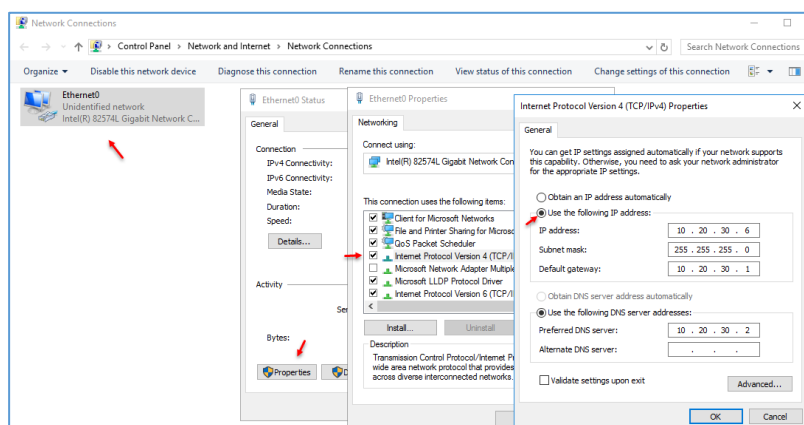 Network Connections
Control Panel > Network and Internet > Network Connections
Search Network Connections
Organize
Disable this network device
Diagnose this connection
Rename this connection
View status of this connection
Change settings of this connection
Ethernet0
Unidentified network
Intel(R) 82574L Gigabit Network C...
Ethernet0 Status
General
Connection
IPv4 Connectivity:
IPv6 Connectivity:
Media State:
Duration:
Speed:
Details...
Activity
Bytes:
Properties
Ethernet0 Properties
Networking
Connect using:
Intel(R) 82574L Gigabit Network Con
This connection uses the following items:
Client for Microsoft Networks
File and Printer Sharing for Microso
QoS Packet Scheduler
Internet Protocol Version 4 (TCP/I
Microsoft Network Adapter Multiple
Microsoft LLDP Protocol Driver
Internet Protocol Version 6 (TCP/I
Install...
Uninstall
Description
Transmission Control Protocol/Internet P
wide area network protocol that provides
across diverse interconnected networks.
Internet Protocol Version 4 (TCP/IPv4) Properties
General
You can get IP settings assigned automatically if your network supports
this capability. Otherwise, you need to ask your network administrator
for the appropriate IP settings.
Obtain an IP address automatically
Use the following IP address:
IP address: 10 . 20 . 30 . 6
Subnet mask: 255 . 255 . 255 . 0
Default gateway: 10 . 20 . 30 . 1
Obtain DNS server address automatically
Use the following DNS server addresses:
Preferred DNS server: 10 . 20 . 30 . 2
Alternate DNS server: . . .
Validate settings upon exit
Advanced...
OK
Cancel